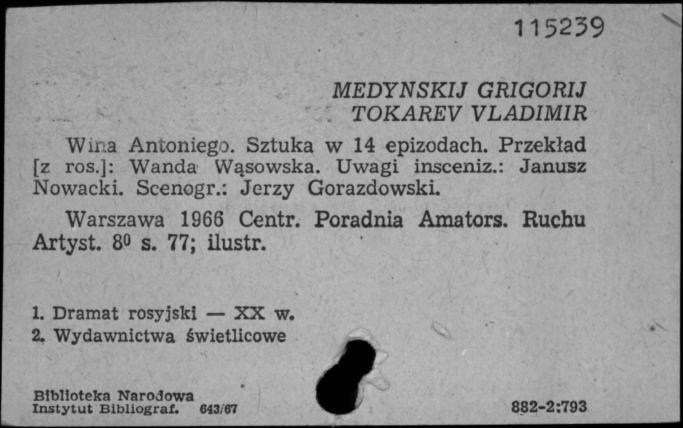 115239
MEDYNSKIJ GRIGORIJ
TOKAREV VLADIMIR
Wina Antoniego. Sztuka w 14 epizodach. Przekład
[z ros.]: Wanda Wąsowska. Uwagi insceniz.: Janusz
Nowacki. Scenogr.: Jerzy Gorazdowski.
Warszawa 1966 Centr. Poradnia Amators. Ruchu
Artyst. 8⁰ s. 77; ilustr.
1. Dramat rosyjski — XX w.
2. Wydawnictwa świetlicowe
Biblioteka Narodowa
Instytut Bibliograf. 643/67
882-2:793